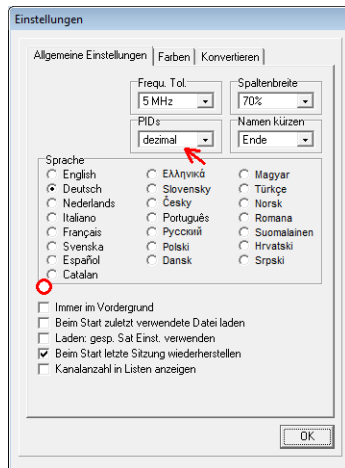 Einstellungen
Allgemeine Einstellungen Farben Konvertieren
Frequ. Tol. Spaltenbreite
5 MHz 70%
PIDs Namen kürzen
dezimal Ende
Sprache
English Ελληνικά Magyar
Deutsch Slovensky Türkçe
Nederlands Česky Norsk
Italiano Português Romana
Français Русский Suomalainen
Svenska Polski Hrvatski
Español Dansk Srpski
Catalan
Immer im Vordergrund
Beim Start zuletzt verwendete Datei laden
Laden: gesp. Sat Einst. verwenden
Beim Start letzte Sitzung wiederherstellen
Kanalanzahl in Listen anzeigen
OK